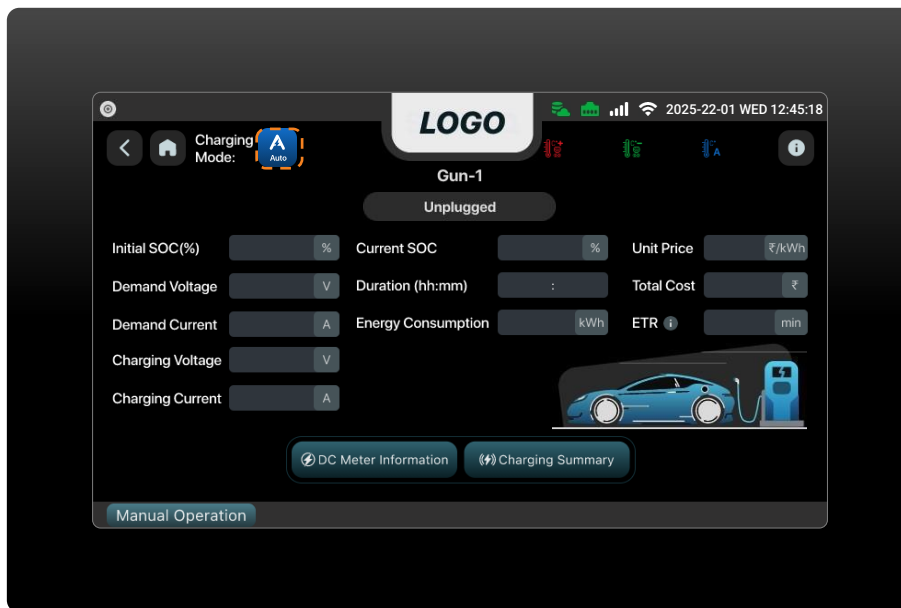 LOGO
2025-22-01 WED 12:45:18
Charging
Mode:
A
Auto
A
Gun-1
Unplugged
Initial SOC(%) %
Current SOC %
Unit Price ₹/kWh
Demand Voltage V
Duration (hh:mm) :
Total Cost ₹
Demand Current A
Energy Consumption kWh
ETR i min
Charging Voltage V
Charging Current A
DC Meter Information
Charging Summary
Manual Operation